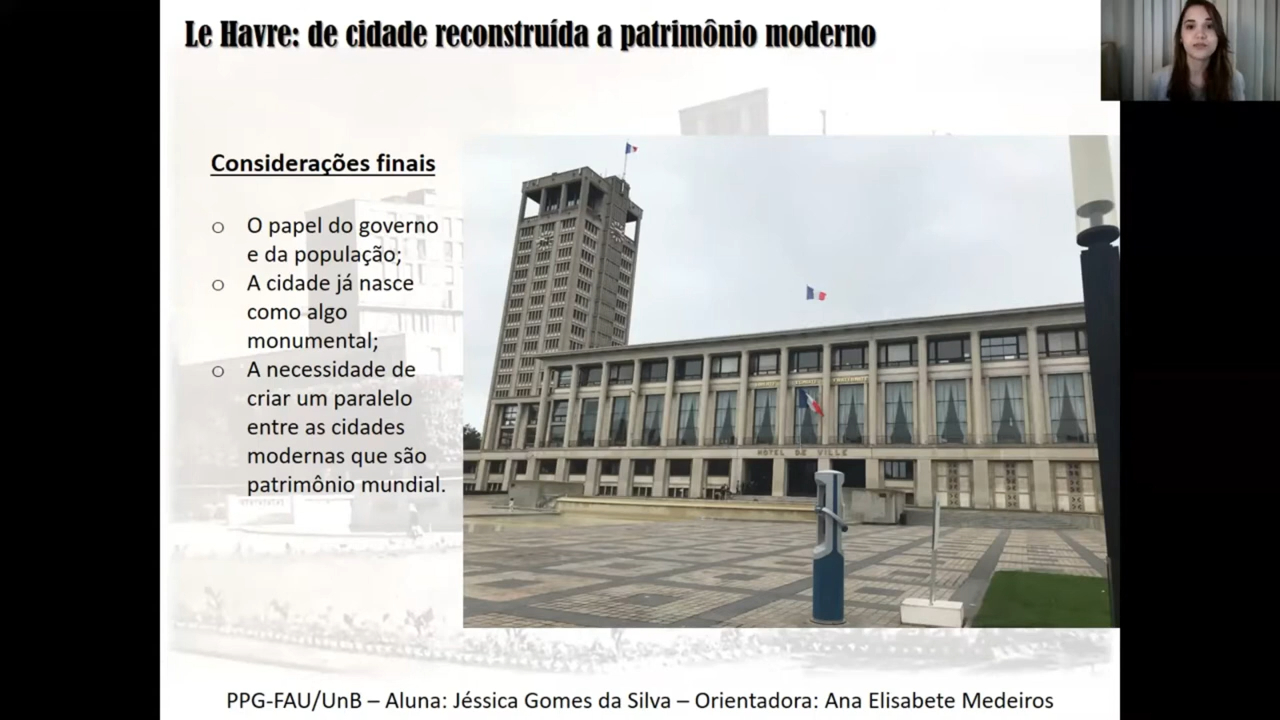 Le Havre: de cidade reconstruída a patrimônio moderno
Considerações finais
o O papel do governo
e da população;
o A cidade já nasce
como algo
monumental;
o A necessidade de
criar um paralelo
entre as cidades
modernas que são
patrimônio mundial.
HOTEL DE VILLE
PPG-FAU/UnB – Aluna: Jéssica Gomes da Silva – Orientadora: Ana Elisabete Medeiros